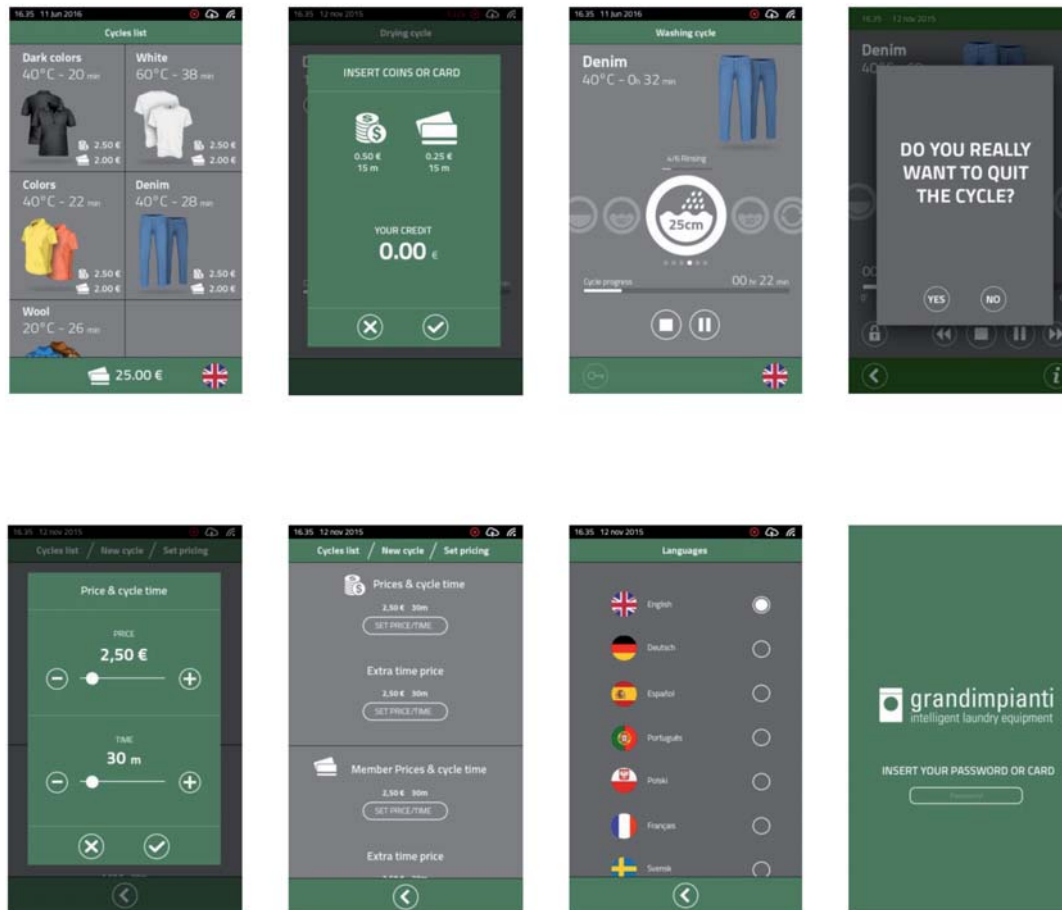 16.35 11 Jun 2016
Cycles list
Dark colors
40°C - 20 min
2.50 €
2.00 €
White
60°C - 38 min
2.50 €
2.00 €
Colors
40°C - 22 min
2.50 €
2.00 €
Denim
40°C - 28 min
2.50 €
2.00 €
Wool
20°C - 26 min
25.00 €
16.35 12 nov 2015
Drying cycle
INSERT COINS OR CARD
0.50 €
15 m
0.25 €
15 m
YOUR CREDIT
0.00 €
16.35 11 Jun 2016
Washing cycle
Denim
40°C - 0h 32 min
4/6 Rinsing
25cm
Cycle progress
00 hr 22 min
16.35 12 nov 2015
Denim
DO YOU REALLY
WANT TO QUIT
THE CYCLE?
YES
NO
16.35 12 nov 2015
Cycles list / New cycle / Set pricing
Price & cycle time
PRICE
2,50 €
TIME
30 m
16.35 12 nov 2015
Cycles list / New cycle / Set pricing
Prices & cycle time
2,50 € 30m
SET PRICE/TIME
Extra time price
2,50 € 30m
SET PRICE/TIME
Member Prices & cycle time
2,50 € 30m
SET PRICE/TIME
Extra time price
16.35 12 nov 2015
Languages
English
Deutsch
Español
Português
Polski
Français
grandimpianti
intelligent laundry equipment
INSERT YOUR PASSWORD OR CARD
Password